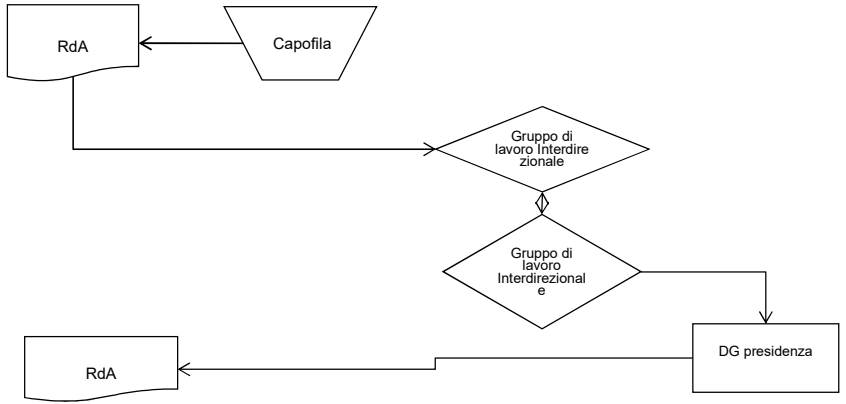 RdA
Capofila
Gruppo di
lavoro Interdire
zionale
Gruppo di
lavoro
Interdirezional
e
DG presidenza
RdA